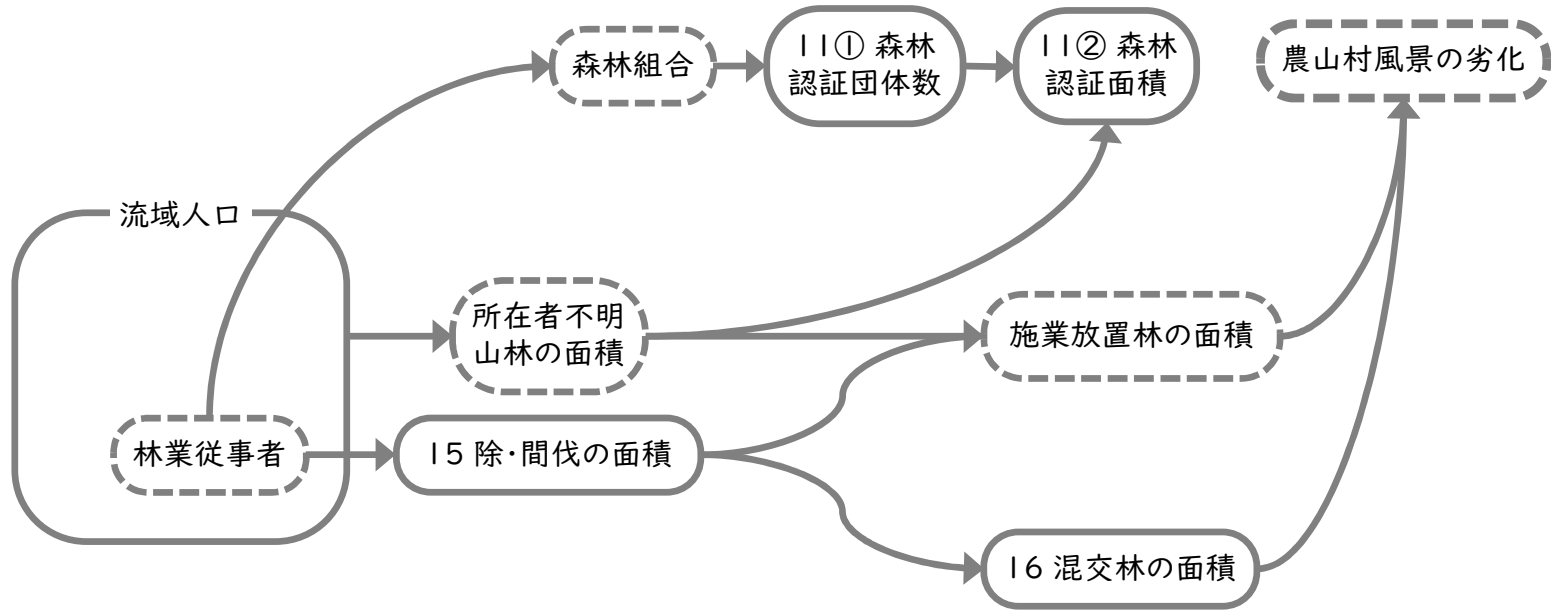 森林組合
11① 森林
認証団体数
11② 森林
認証面積
農山村風景の劣化
流域人口
所在者不明
山林の面積
施業放置林の面積
林業従事者
15 除・間伐の面積
16 混交林の面積